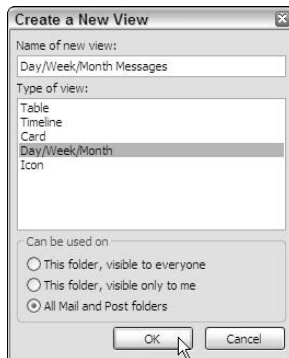 Create a New View
Name of new view:
Day/Week/Month Messages
Type of view:
Table
Timeline
Card
Day/Week/Month
Icon
Can be used on
This folder, visible to everyone
This folder, visible only to me
All Mail and Post folders
OK Cancel